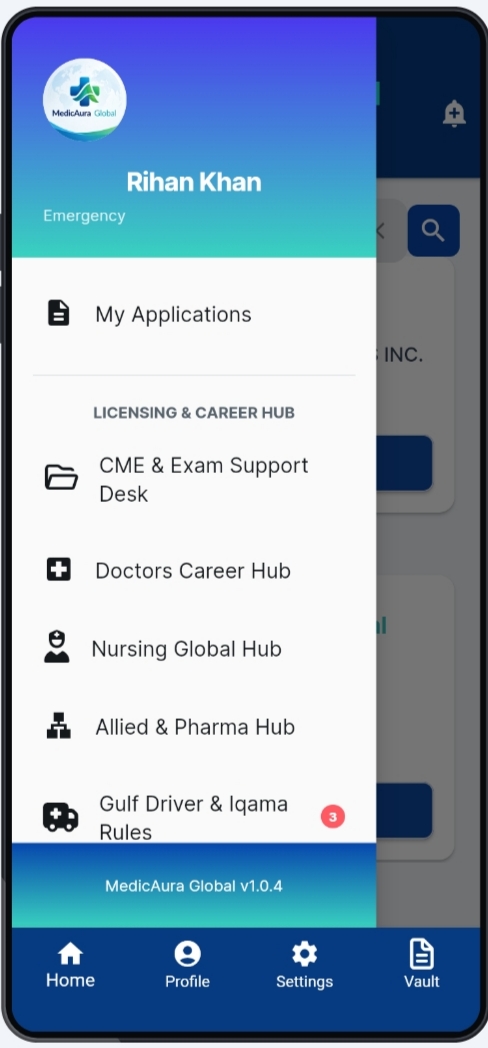 MedicAura Global
Rihan Khan
Emergency
My Applications
INC.
LICENSING & CAREER HUB
CME & Exam Support
Desk
Doctors Career Hub
Nursing Global Hub
Allied & Pharma Hub
Gulf Driver & Iqama
Rules
3
MedicAura Global v1.0.4
Home
Profile
Settings
Vault